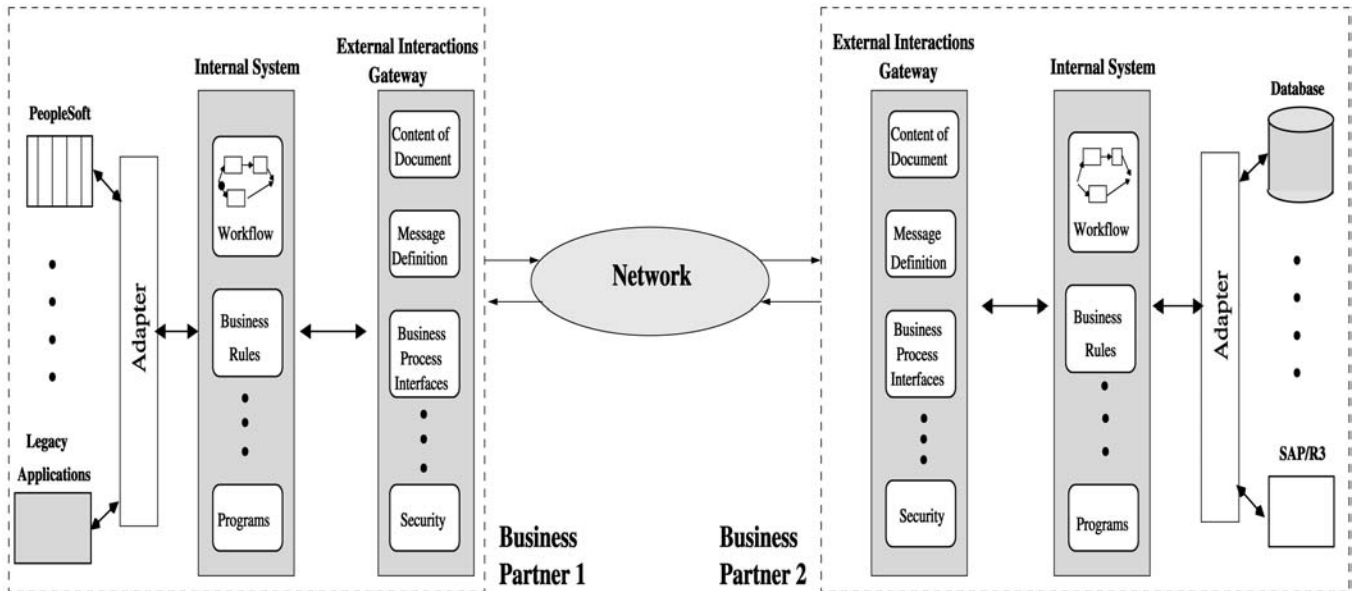 External Interactions
Gateway
Internal System
PeopleSoft
Adapter
Workflow
Business
Rules
Programs
Content of
Document
Message
Definition
Business
Process
Interfaces
Security
Legacy
Applications
Business
Partner 1
Network
Business
Partner 2
External Interactions
Gateway
Internal System
Database
Content of
Document
Message
Definition
Business
Process
Interfaces
Security
Workflow
Business
Rules
Programs
Adapter
SAP/R3